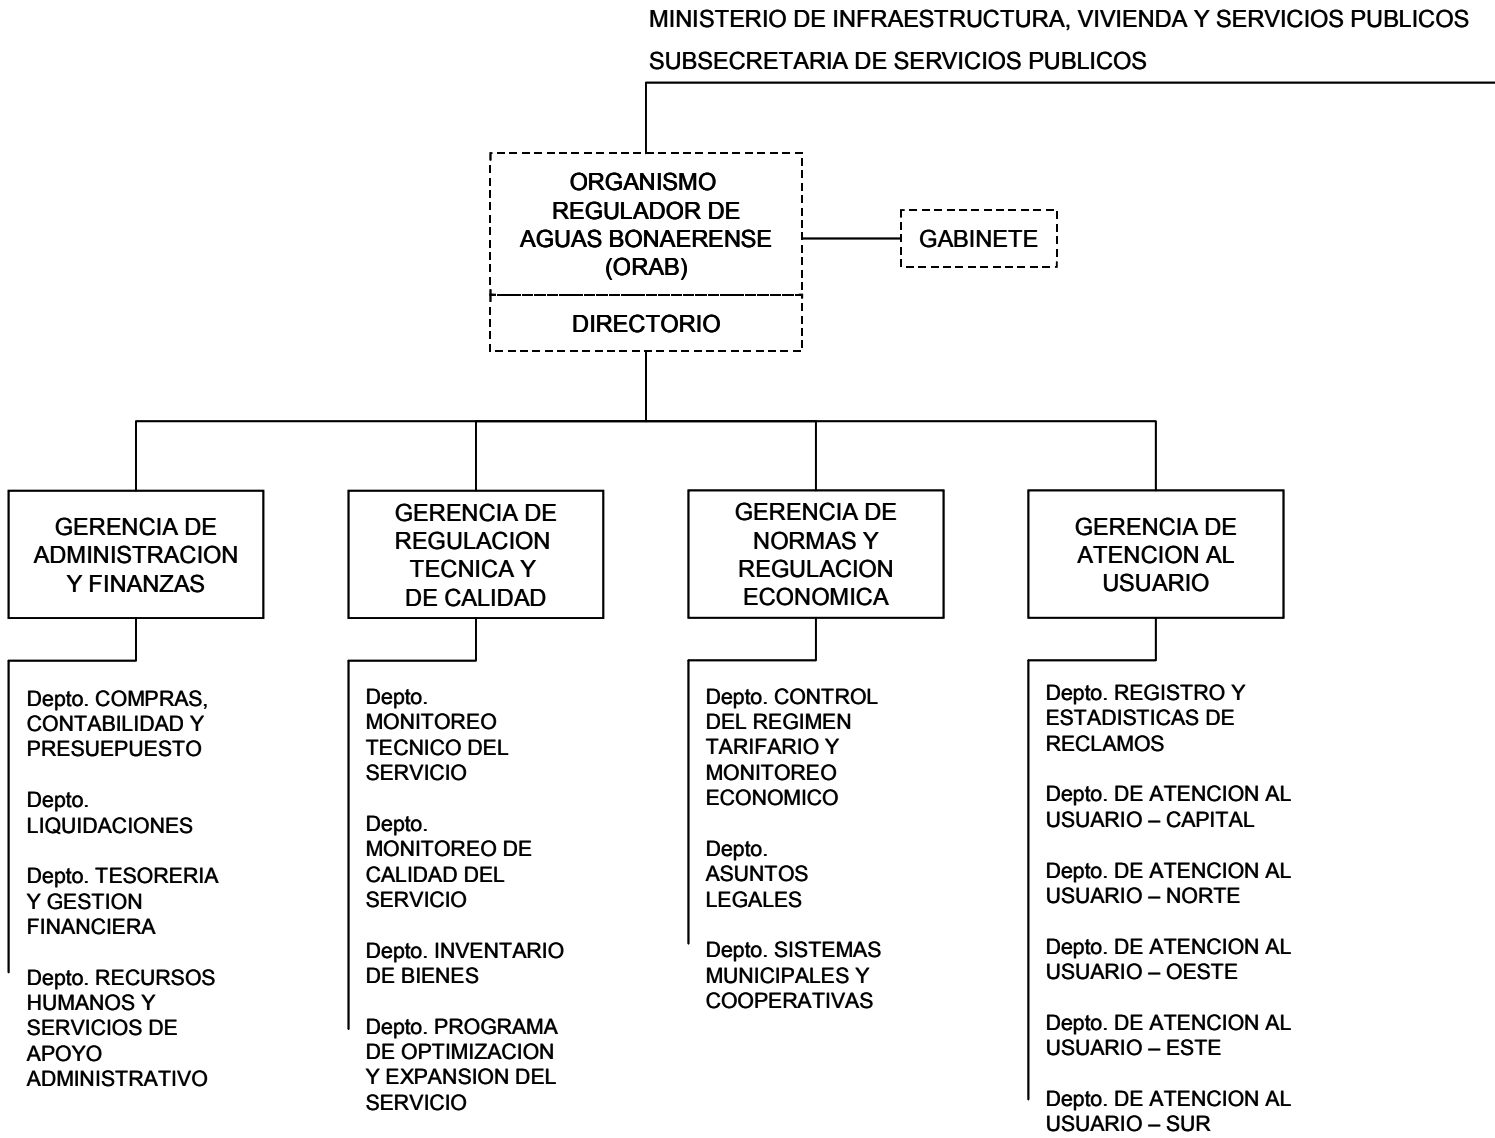 MINISTERIO DE INFRAESTRUCTURA, VIVIENDA Y SERVICIOS PUBLICOS
SUBSECRETARIA DE SERVICIOS PUBLICOS
ORGANISMO
REGULADOR DE
AGUAS BONAERENSE
(ORAB)
DIRECTORIO
GABINETE
GERENCIA DE
ADMINISTRACION
Y FINANZAS
GERENCIA DE
REGULACION
TECNICA Y
DE CALIDAD
GERENCIA DE
NORMAS Y
REGULACION
ECONOMICA
GERENCIA DE
ATENCION AL
USUARIO
Depto. COMPRAS,
CONTABILIDAD Y
PRESUEPUESTO
Depto.
LIQUIDACIONES
Depto. TESORERIA
Y GESTION
FINANCIERA
Depto. RECURSOS
HUMANOS Y
SERVICIOS DE
APOYO
ADMINISTRATIVO
Depto.
MONITOREO
TECNICO DEL
SERVICIO
Depto.
MONITOREO DE
CALIDAD DEL
SERVICIO
Depto. INVENTARIO
DE BIENES
Depto. PROGRAMA
DE OPTIMIZACION
Y EXPANSION DEL
SERVICIO
Depto. CONTROL
DEL REGIMEN
TARIFARIO Y
MONITOREO
ECONOMICO
Depto.
ASUNTOS
LEGALES
Depto. SISTEMAS
MUNICIPALES Y
COOPERATIVAS
Depto. REGISTRO Y
ESTADISTICAS DE
RECLAMOS
Depto. DE ATENCION AL
USUARIO – CAPITAL
Depto. DE ATENCION AL
USUARIO – NORTE
Depto. DE ATENCION AL
USUARIO – OESTE
Depto. DE ATENCION AL
USUARIO – ESTE
Depto. DE ATENCION AL
USUARIO – SUR